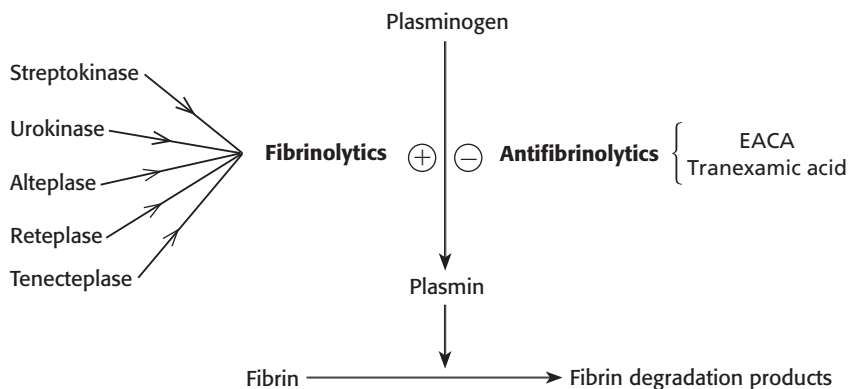 Plasminogen
Streptokinase
Urokinase
Alteplase
Reteplase
Tenecteplase
Fibrinolytics + − Antifibrinolytics
EACA
Tranexamic acid
Plasmin
Fibrin
Fibrin degradation products